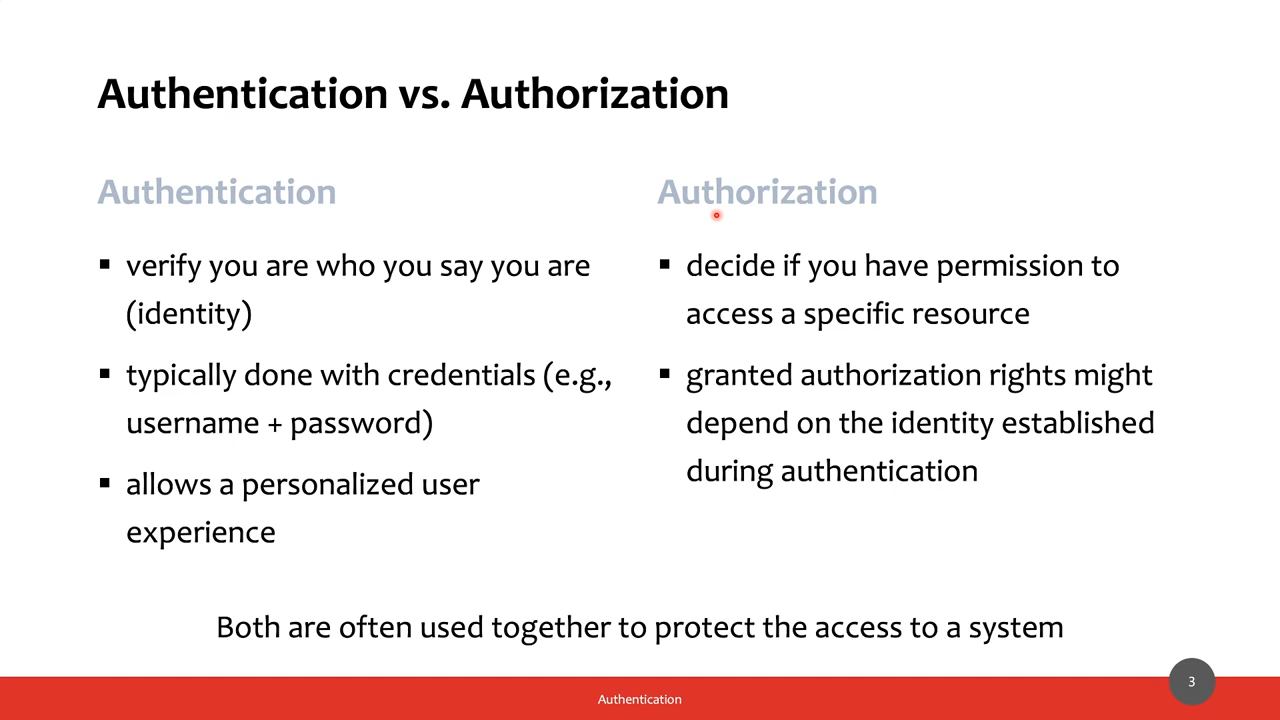 Authentication vs. Authorization
Authentication
▪ verify you are who you say you are
(identity)
▪ typically done with credentials (e.g.,
username + password)
▪ allows a personalized user
experience
Authorization
▪ decide if you have permission to
access a specific resource
▪ granted authorization rights might
depend on the identity established
during authentication
Both are often used together to protect the access to a system
Authentication
3